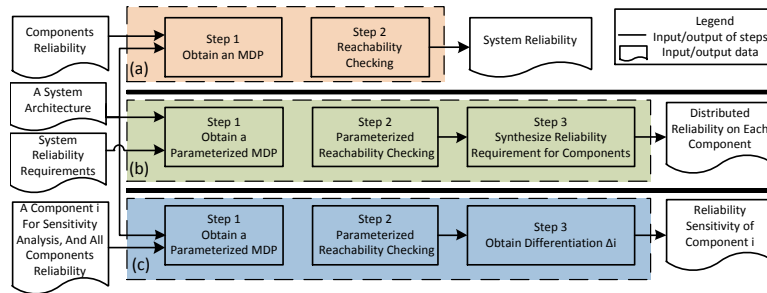 Components
Reliability
Step 1
Obtain an MDP
Step 2
Reachability
Checking
(a)
System Reliability
Legend
Input/output of steps
Input/output data
A System
Architecture
System
Reliability
Requirements
Step 1
Obtain a
Parameterized MDP
Step 2
Parameterized
Reachability Checking
Step 3
Synthesize Reliability
Requirement for Components
(b)
Distributed
Reliability on Each
Component
A Component i
For Sensitivity
Analysis, And All
Components
Reliability
Step 1
Obtain a
Parameterized MDP
Step 2
Parameterized
Reachability Checking
Step 3
Obtain Differentiation Δi
(c)
Reliability
Sensitivity of
Component i